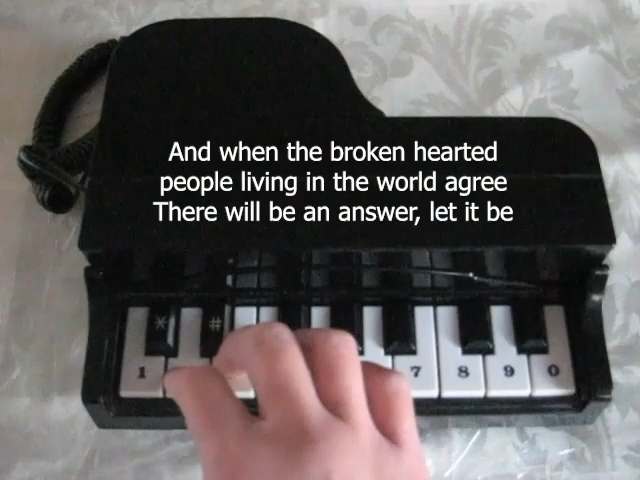 And when the broken hearted
people living in the world agree
There will be an answer, let it be
* #
1 7 8 9 0